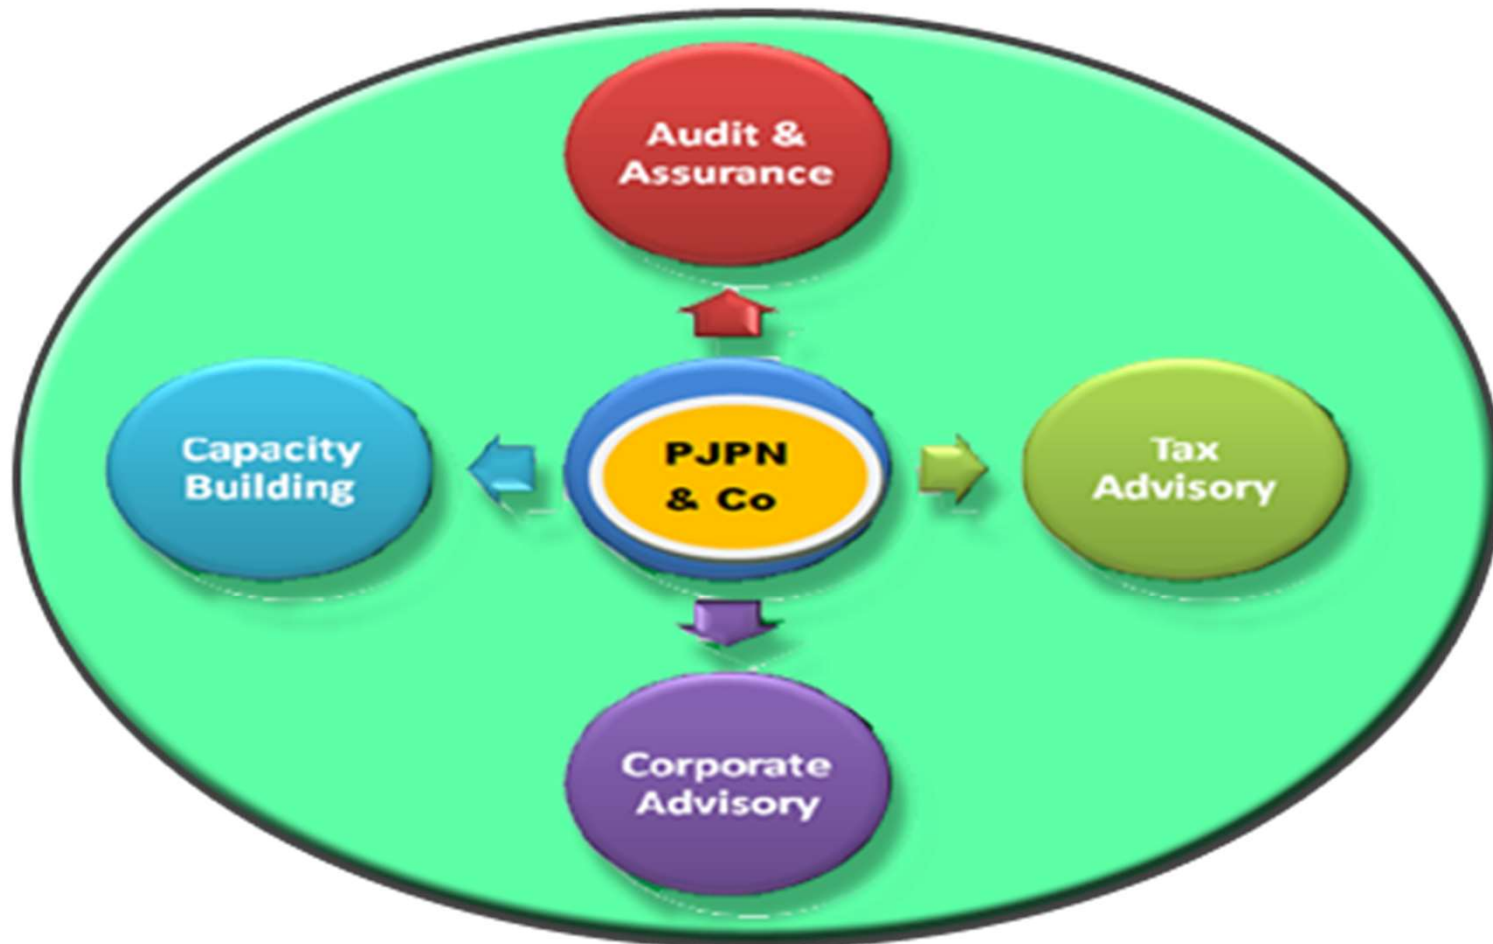 Audit &
Assurance
Capacity
Building
PJPN
& Co
Tax
Advisory
Corporate
Advisory